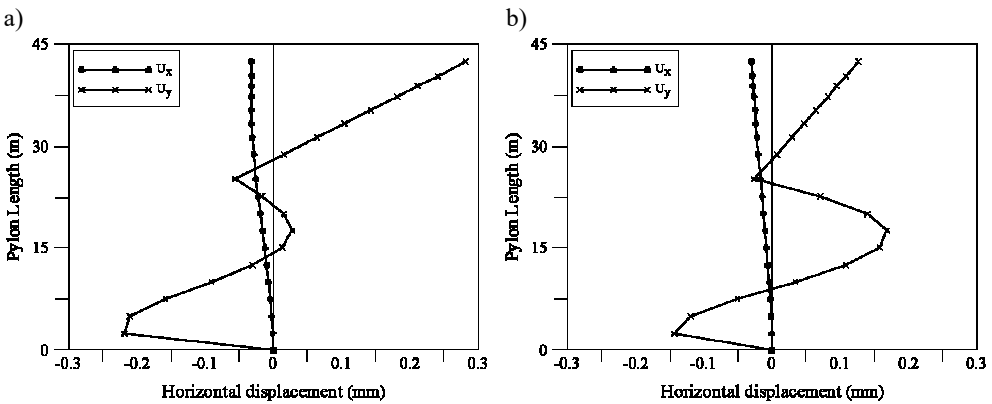 a)
45
30
15
0
Pylon Length (m)
Ux
Uy
-0.3 -0.2 -0.1 0 0.1 0.2 0.3
Horizontal displacement (mm)
b)
45
30
15
0
Pylon Length (m)
Ux
Uy
-0.3 -0.2 -0.1 0 0.1 0.2 0.3
Horizontal displacement (mm)